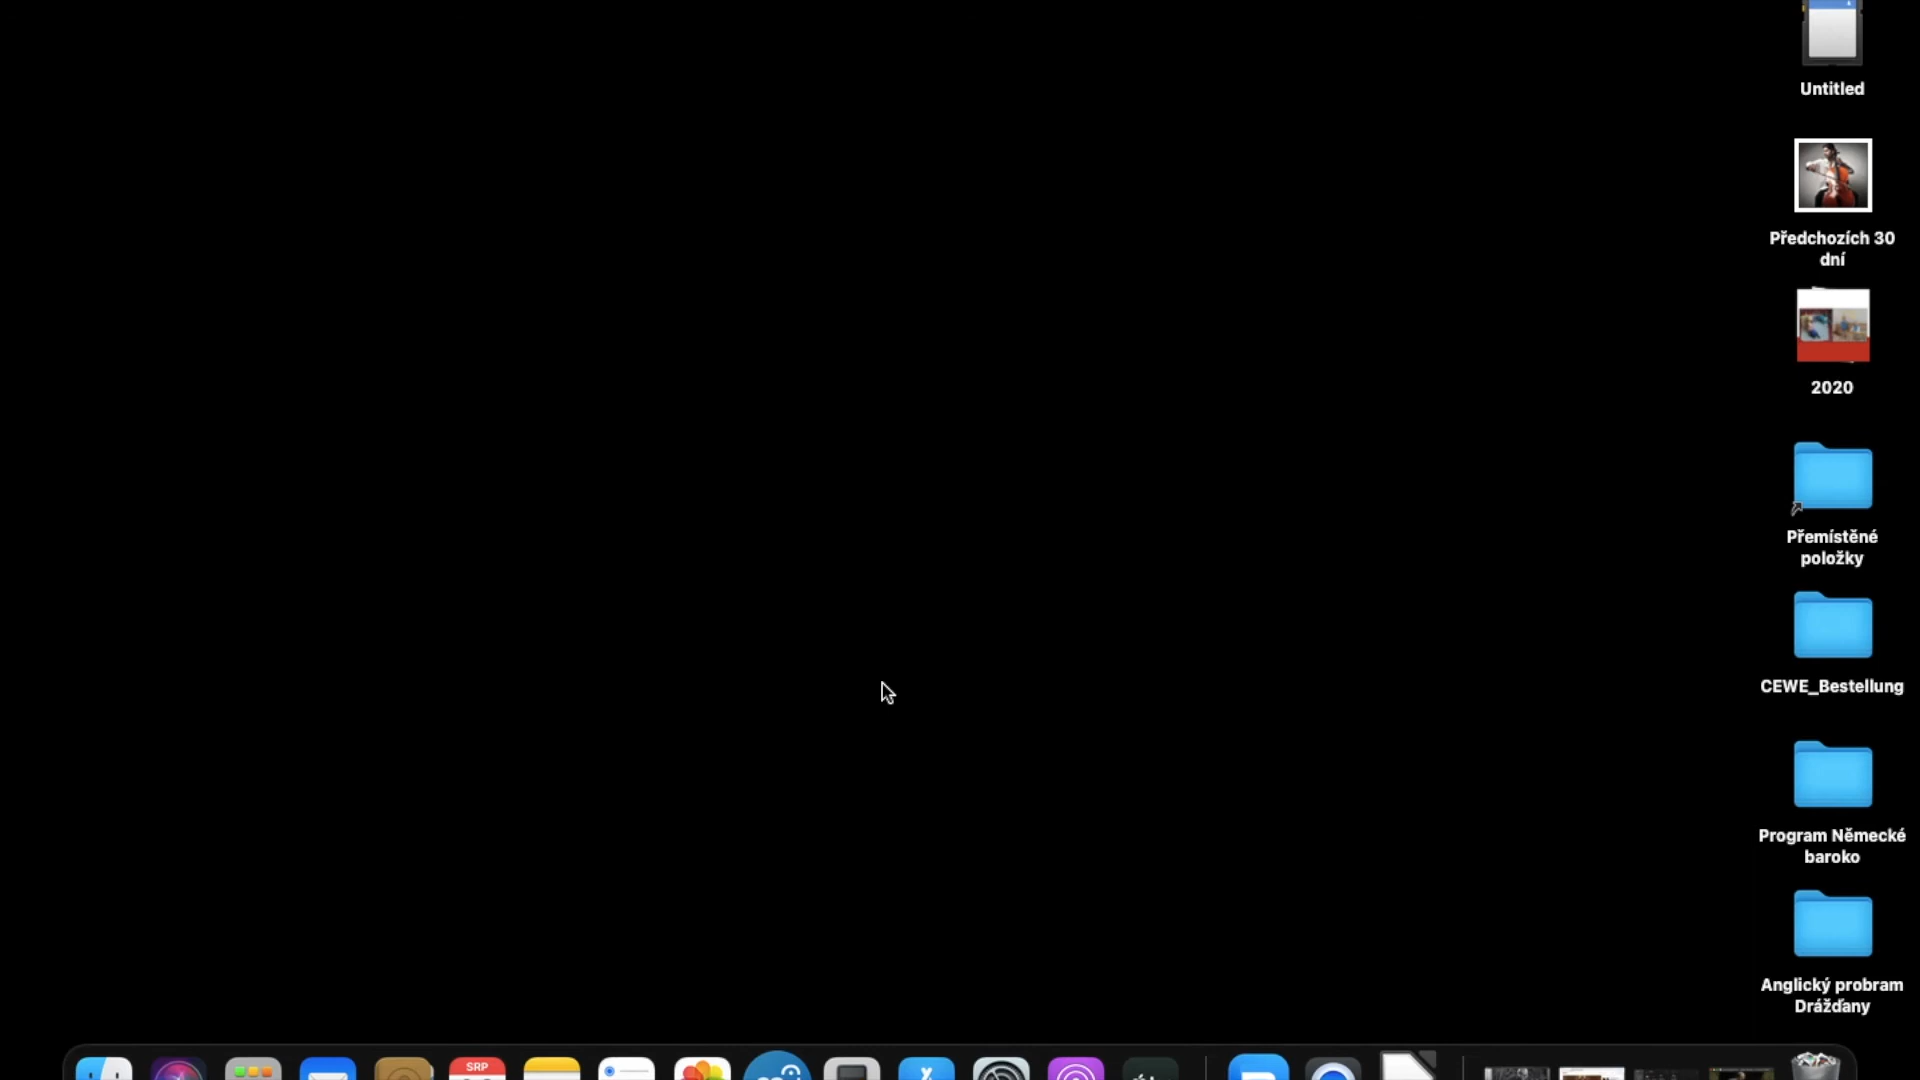 Untitled
Předchozích 30
dní
2020
Přemístěné
položky
CEWE_Bestellung
Program Německé
baroko
Anglický probram
Drážďany
SRP